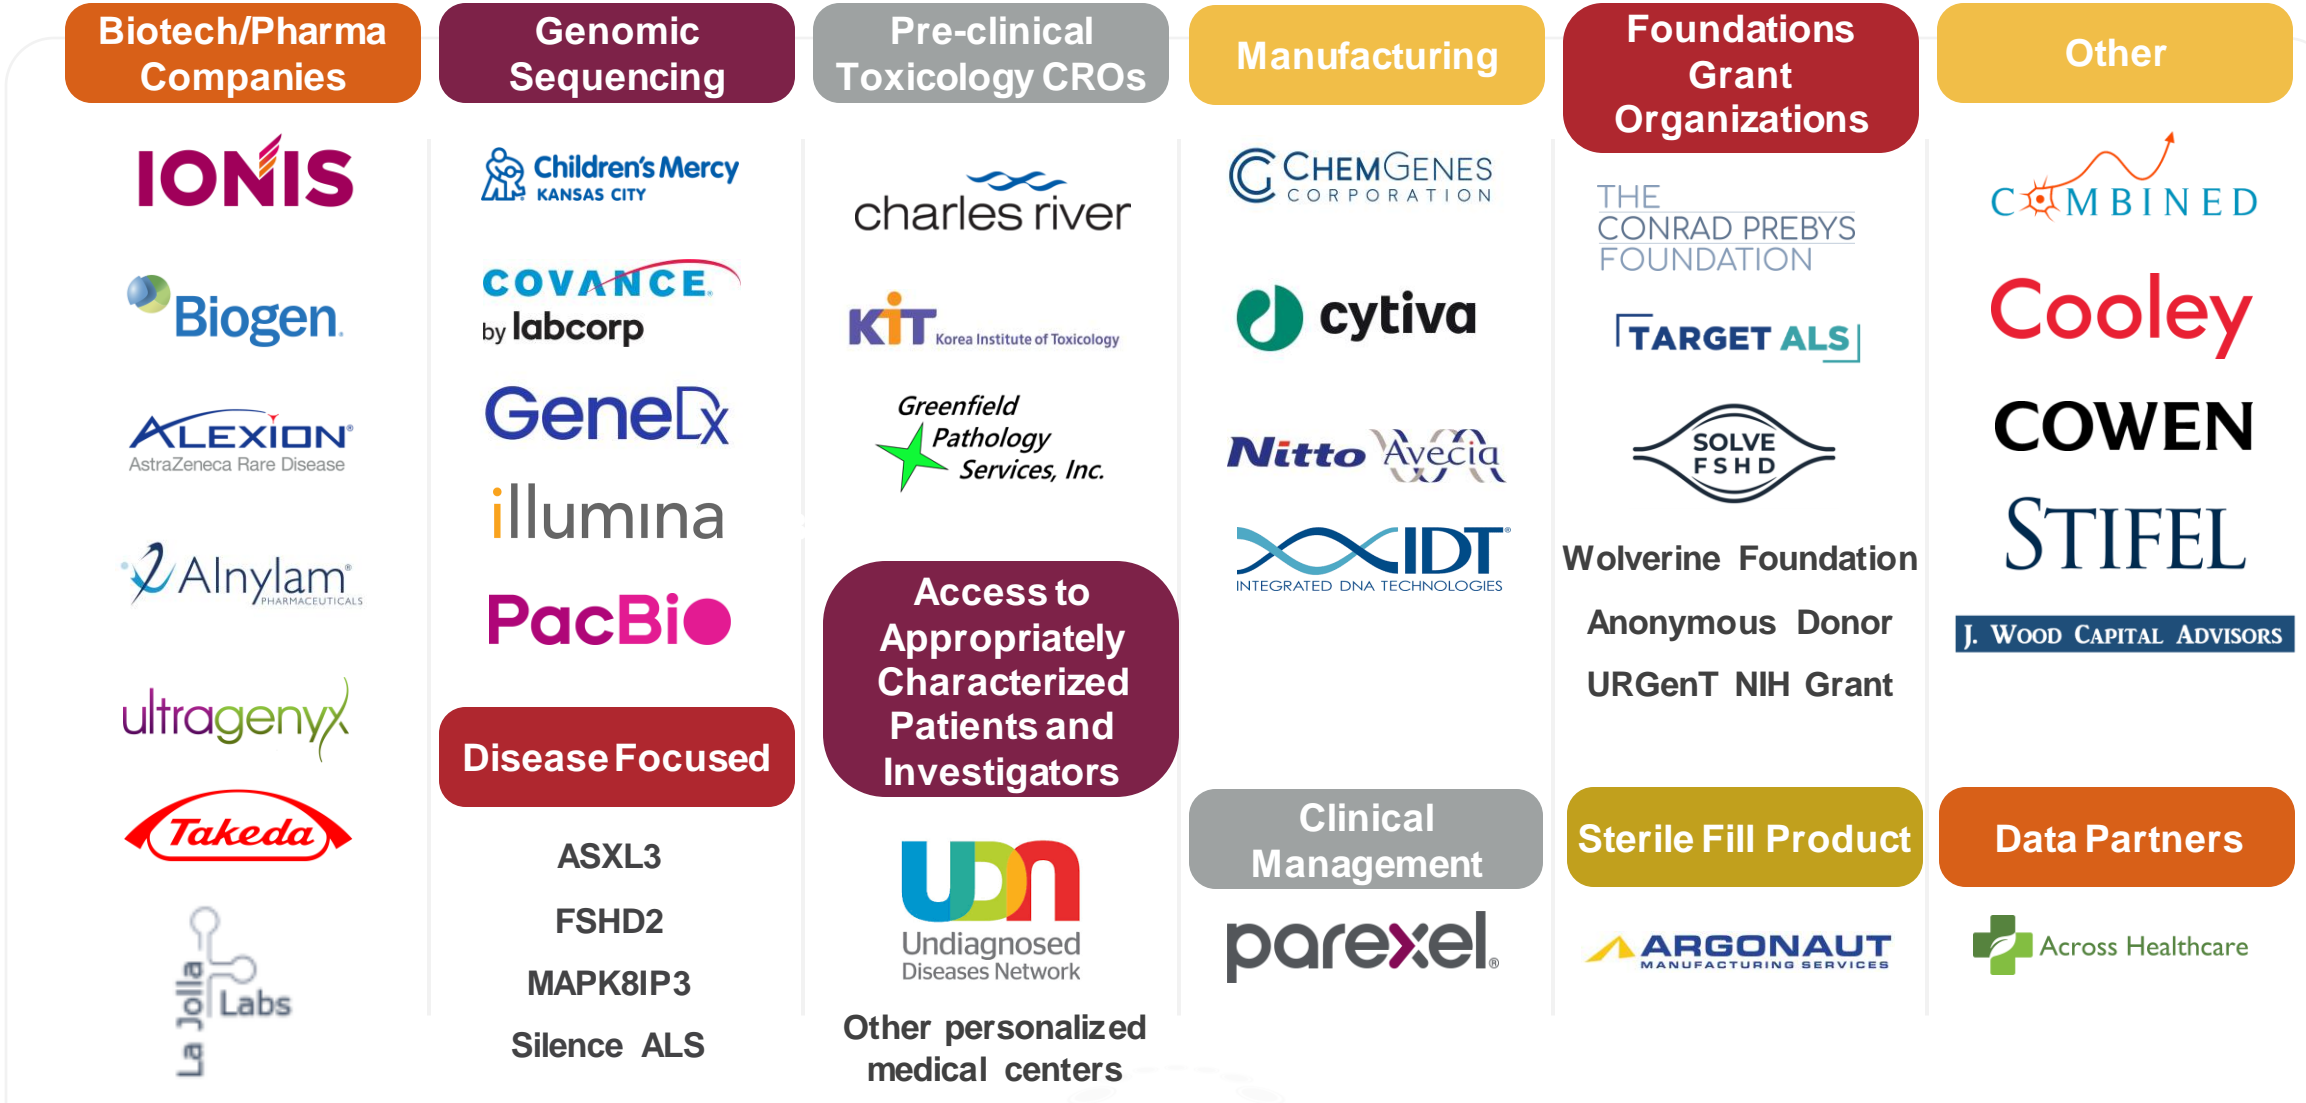 Biotech/Pharma
Companies
IONIS
Biogen.
ALEXION®
AstraZeneca Rare Disease
Alnylam®
PHARMACEUTICALS
ultragenyx
Takeda
La Jolla
Labs
Genomic
Sequencing
Children's Mercy
KANSAS CITY
COVANCE®
by labcorp
GeneDx
illumina
PacBio
Disease Focused
ASXL3
FSHD2
MAPK8IP3
Silence ALS
Pre-clinical
Toxicology CROs
charles river
KIT Korea Institute of Toxicology
Greenfield
Pathology
Services, Inc.
Access to
Appropriately
Characterized
Patients and
Investigators
UDN
Undiagnosed
Diseases Network
Other personalized
medical centers
Manufacturing
CHEMGENES
CORPORATION
cytiva
Nitto Avecia
IDT®
INTEGRATED DNA TECHNOLOGIES
Clinical
Management
parexel®
Foundations
Grant
Organizations
THE
CONRAD PREBYS
FOUNDATION
TARGET ALS
SOLVE
FSHD
Wolverine Foundation
Anonymous Donor
URGenT NIH Grant
Sterile Fill Product
ARGONAUT
MANUFACTURING SERVICES
Other
COMBINED
Cooley
COWEN
STIFEL
J. WOOD CAPITAL ADVISORS
Data Partners
Across Healthcare